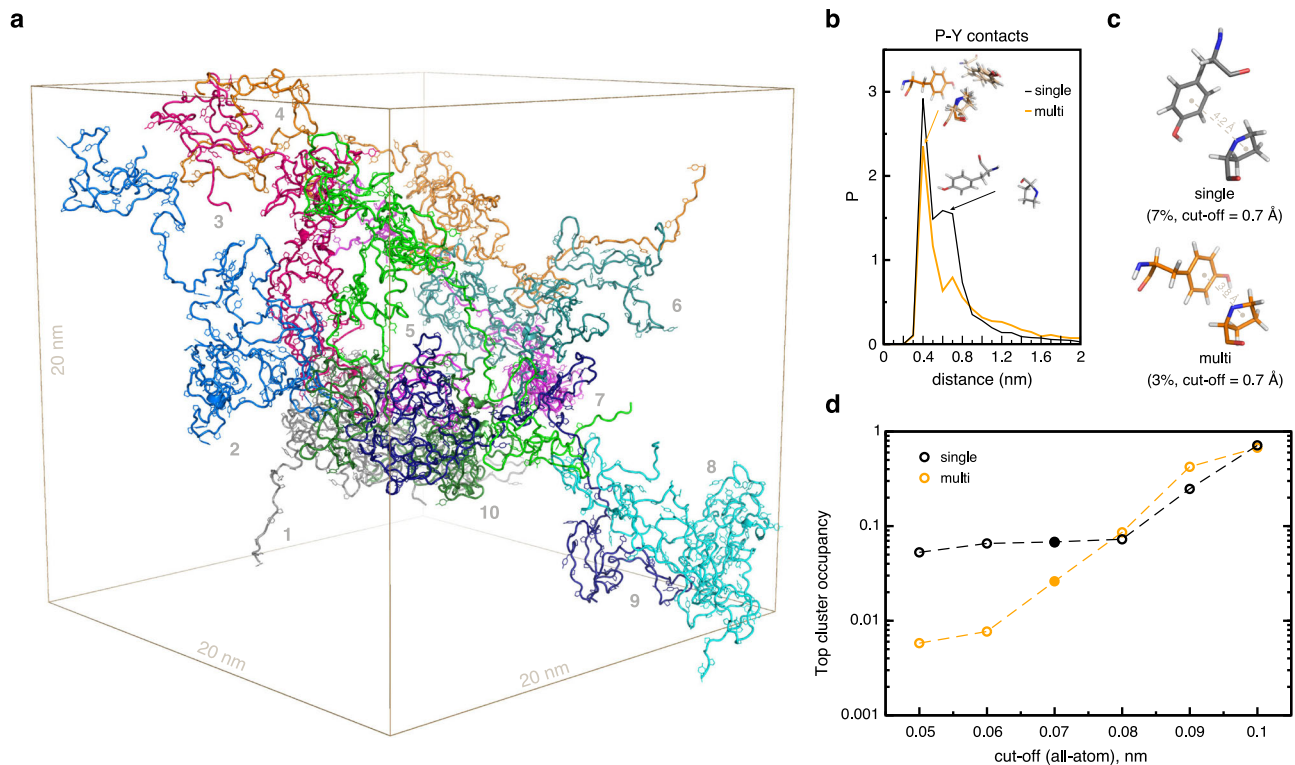 a
4
3
5
6
2
7
8
1
10
9
20 nm
20 nm
20 nm
b
P-Y contacts
single
multi
P
3
2
1
0
0
0.4
0.8
1.2
1.6
2
distance (nm)
c
4.2 Å
single
(7%, cut-off = 0.7 Å)
multi
(3%, cut-off = 0.7 Å)
d
single
multi
Top cluster occupancy
1
0.1
0.01
0.001
0.05
0.06
0.07
0.08
0.09
0.1
cut-off (all-atom), nm